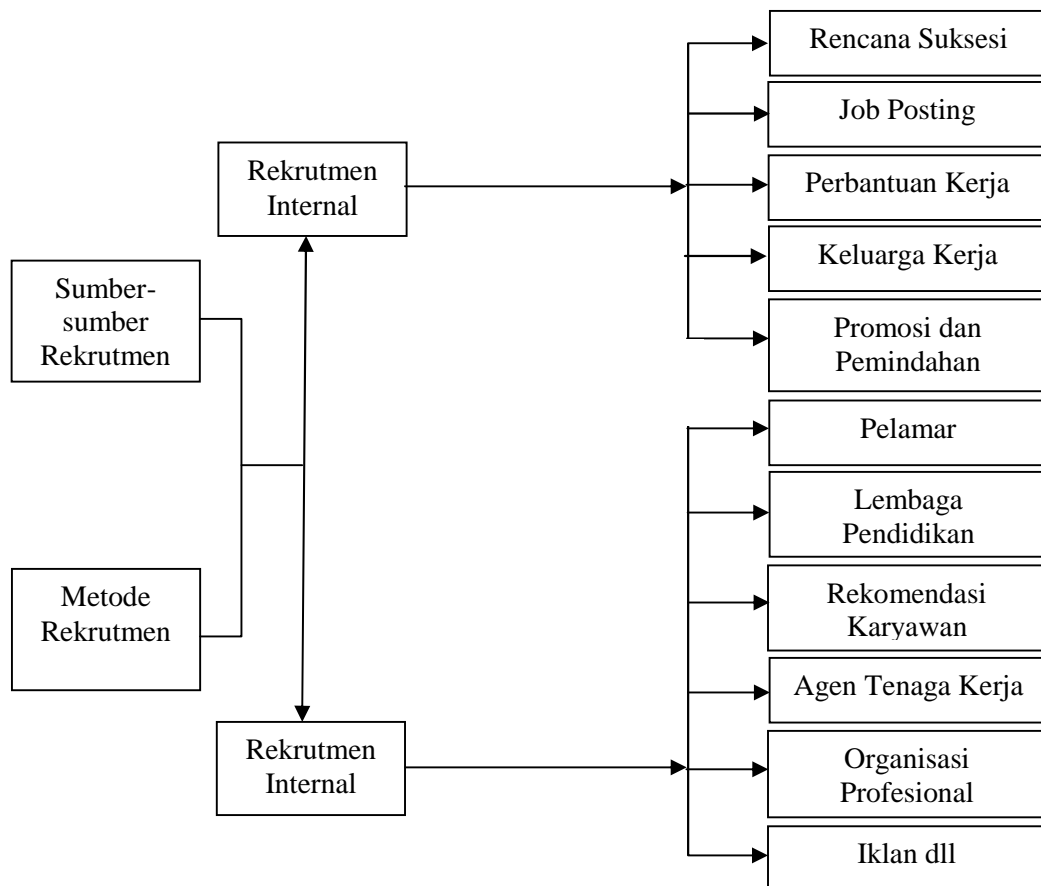 Rencana Suksesi
Job Posting
Rekrutmen
Internal
Perbantuan Kerja
Keluarga Kerja
Sumber-
sumber
Rekrutmen
Promosi dan
Pemindahan
Pelamar
Lembaga
Pendidikan
Metode
Rekrutmen
Rekomendasi
Karyawan
Agen Tenaga Kerja
Rekrutmen
Internal
Organisasi
Profesional
Iklan dll